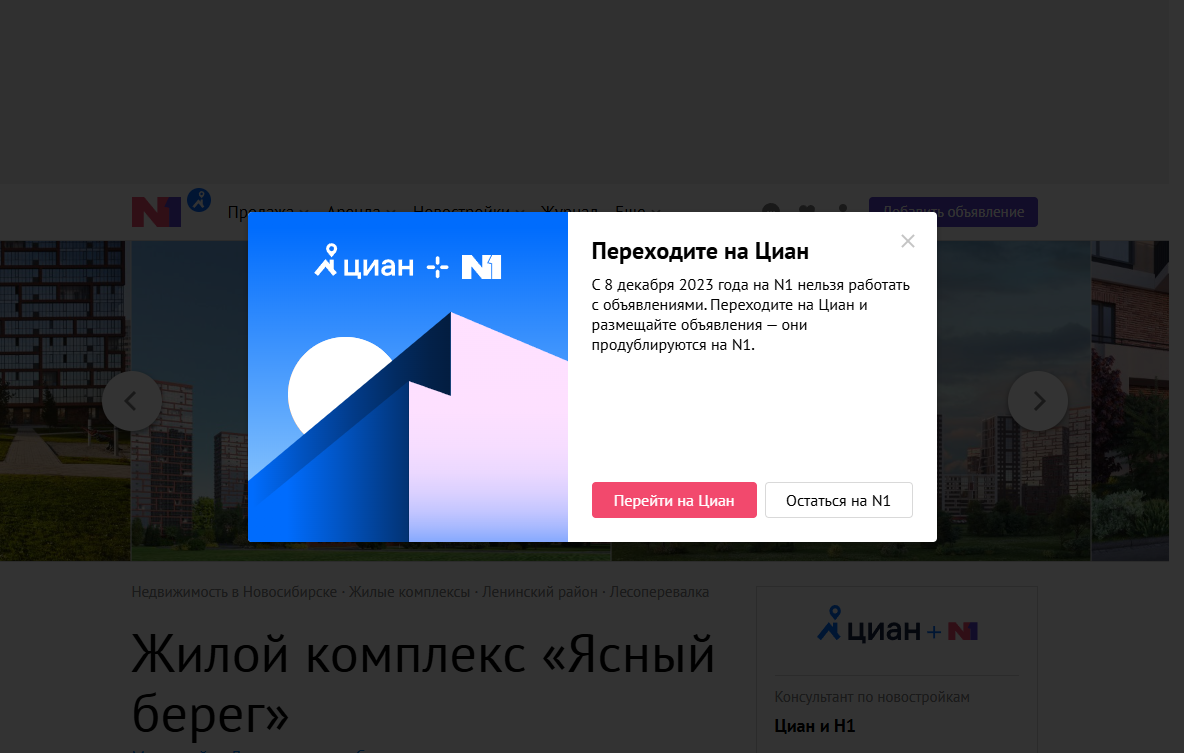 N1
Продажа
Аренда
Новостройки
Журнал
Еще
Добавить объявление
циан
N1
Переходите на Циан
С 8 декабря 2023 года на N1 нельзя работать
с объявлениями. Переходите на Циан и
размещайте объявления — они
продублируются на N1.
Перейти на Циан
Остаться на N1
Недвижимость в Новосибирске · Жилые комплексы · Ленинский район · Лесоперевалка
Жилой комплекс «Ясный
берег»
циан + N1
Консультант по новостройкам
Циан и Н1